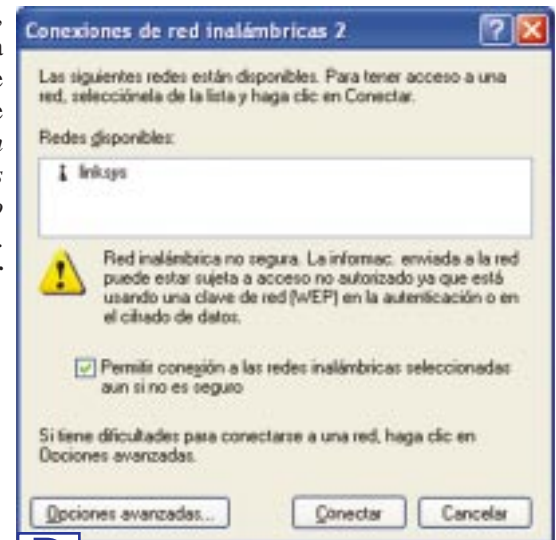 Conexiones de red inalámbricas 2
Las siguientes redes están disponibles. Para tener acceso a una
red, selecciónela de la lista y haga clic en Conectar.
Redes disponibles:
linksys
Red inalámbrica no segura. La informac. enviada a la red
puede estar sujeta a acceso no autorizado ya que está
usando una clave de red (WEP) en la autenticación o en
el cifrado de datos.
Permitir conexión a las redes inalámbricas seleccionadas
aun si no es seguro
Si tiene dificultades para conectarse a una red, haga clic en
Opciones avanzadas.
Opciones avanzadas... Conectar Cancelar